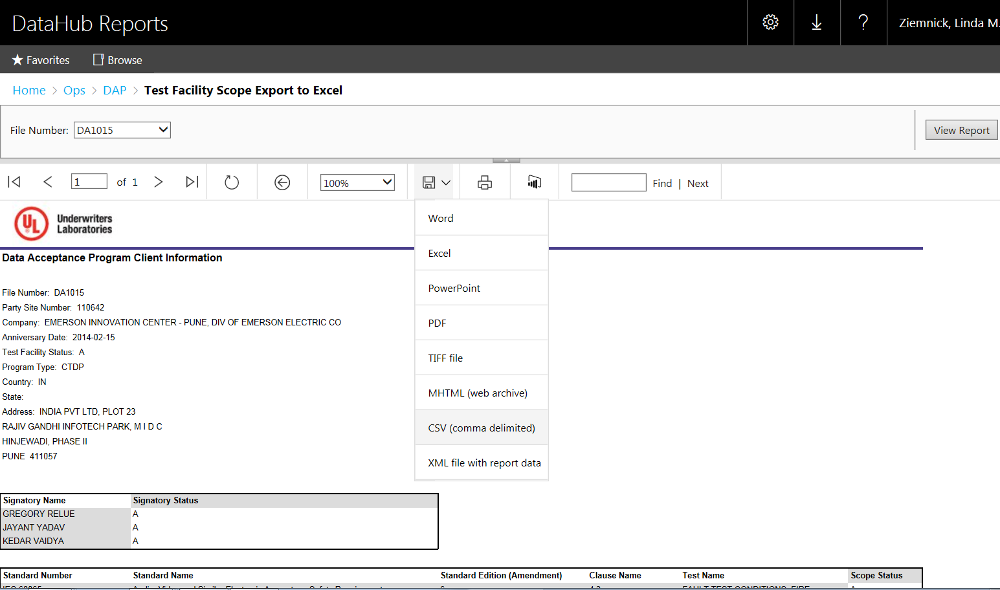 DataHub Reports
Ziemnick, Linda M.
Favorites Browse
Home > Ops > DAP > Test Facility Scope Export to Excel
File Number: DA1015 View Report
1 of 1 100% Find | Next
UL Underwriters
Laboratories
Word
Excel
PowerPoint
PDF
TIFF file
MHTML (web archive)
CSV (comma delimited)
XML file with report data
Data Acceptance Program Client Information
File Number: DA1015
Party Site Number: 110642
Company: EMERSON INNOVATION CENTER - PUNE, DIV OF EMERSON ELECTRIC CO
Anniversary Date: 2014-02-15
Test Facility Status: A
Program Type: CTDP
Country: IN
State:
Address: INDIA PVT LTD, PLOT 23
RAJIV GANDHI INFOTECH PARK, M I D C
HINJEWADI, PHASE II
PUNE 411057
Signatory Name Signatory Status
GREGORY RELUE A
JAYANT YADAV A
KEDAR VAIDYA A
Standard Number Standard Name Standard Edition (Amendment) Clause Name Test Name Scope Status